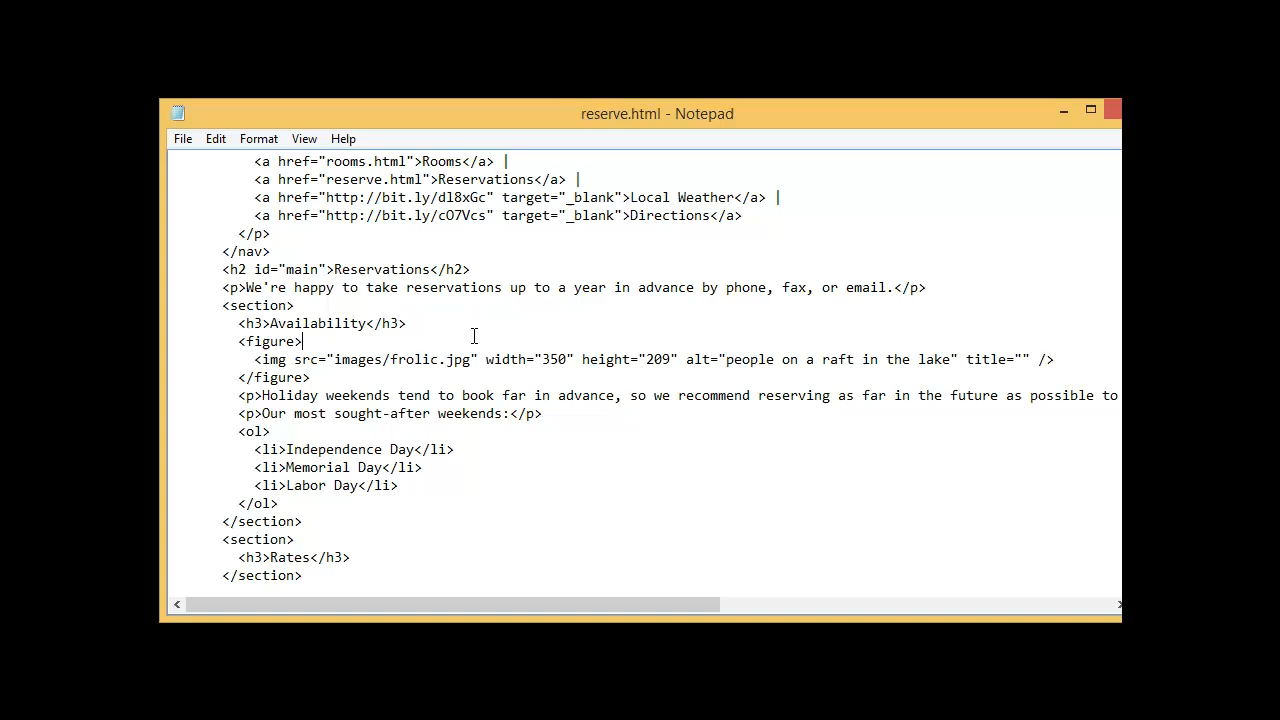 reserve.html - Notepad
File Edit Format View Help
<a href="rooms.html">Rooms</a> |
<a href="reserve.html">Reservations</a> |
<a href="http://bit.ly/dl8xGc" target="_blank">Local Weather</a> |
<a href="http://bit.ly/cO7Vcs" target="_blank">Directions</a>
</p>
</nav>
<h2 id="main">Reservations</h2>
<p>We're happy to take reservations up to a year in advance by phone, fax, or email.</p>
<section>
<h3>Availability</h3>
<figure>
<img src="images/frolic.jpg" width="350" height="209" alt="people on a raft in the lake" title="" />
</figure>
<p>Holiday weekends tend to book far in advance, so we recommend reserving as far in the future as possible to
<p>Our most sought-after weekends:</p>
<ol>
<li>Independence Day</li>
<li>Memorial Day</li>
<li>Labor Day</li>
</ol>
</section>
<section>
<h3>Rates</h3>
</section>